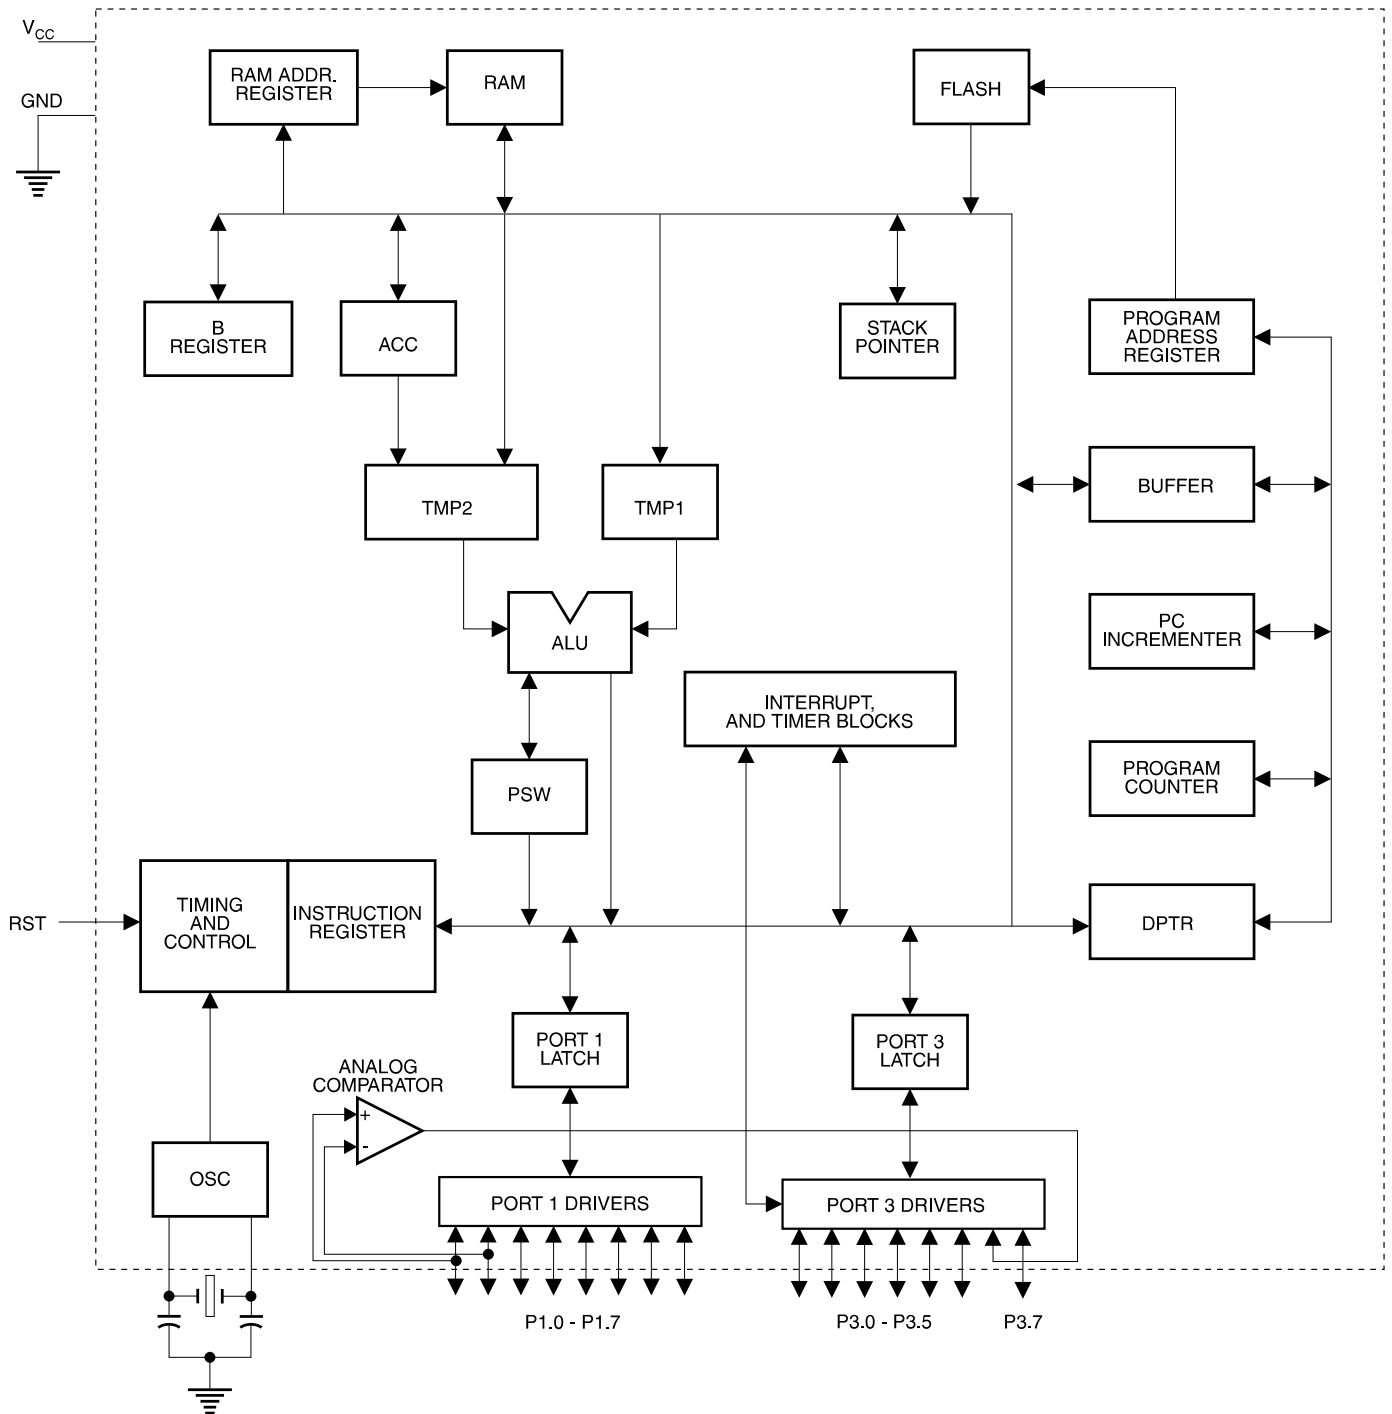 VCC
GND
RAM ADDR.
REGISTER
RAM
FLASH
B
REGISTER
ACC
STACK
POINTER
PROGRAM
ADDRESS
REGISTER
TMP2
TMP1
BUFFER
ALU
PC
INCREMENTER
INTERRUPT,
AND TIMER BLOCKS
PSW
PROGRAM
COUNTER
RST
TIMING
AND
CONTROL
INSTRUCTION
REGISTER
DPTR
PORT 1
LATCH
PORT 3
LATCH
ANALOG
COMPARATOR
+
-
OSC
PORT 1 DRIVERS
PORT 3 DRIVERS
P1.0 - P1.7
P3.0 - P3.5
P3.7